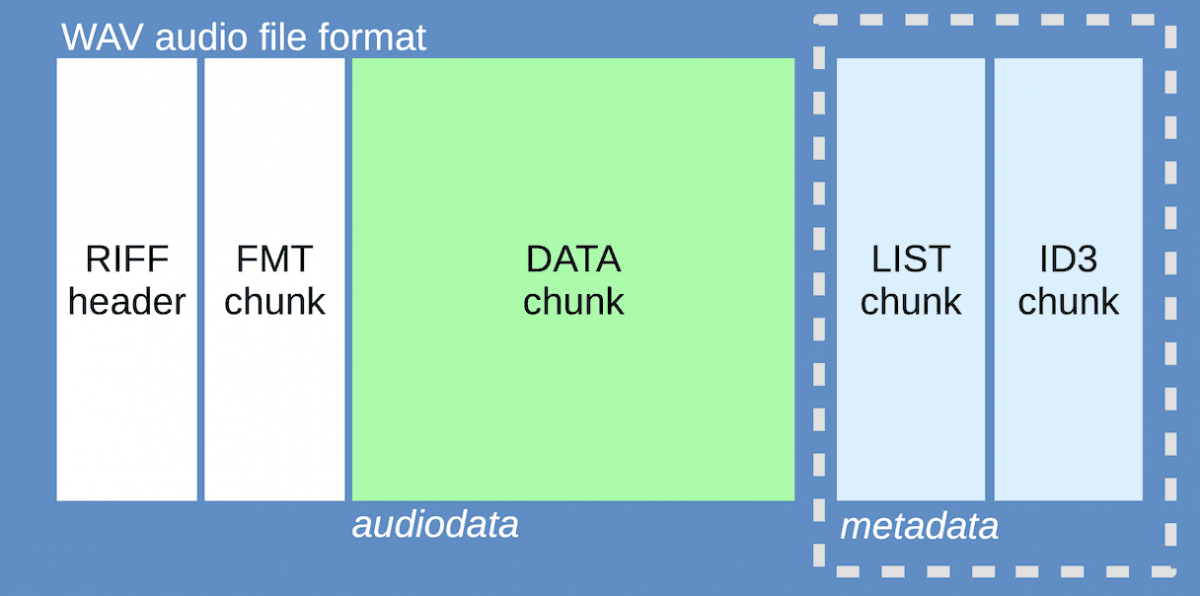 WAV audio file format
RIFF
header
FMT
chunk
DATA
chunk
LIST
chunk
ID3
chunk
audiodata
metadata